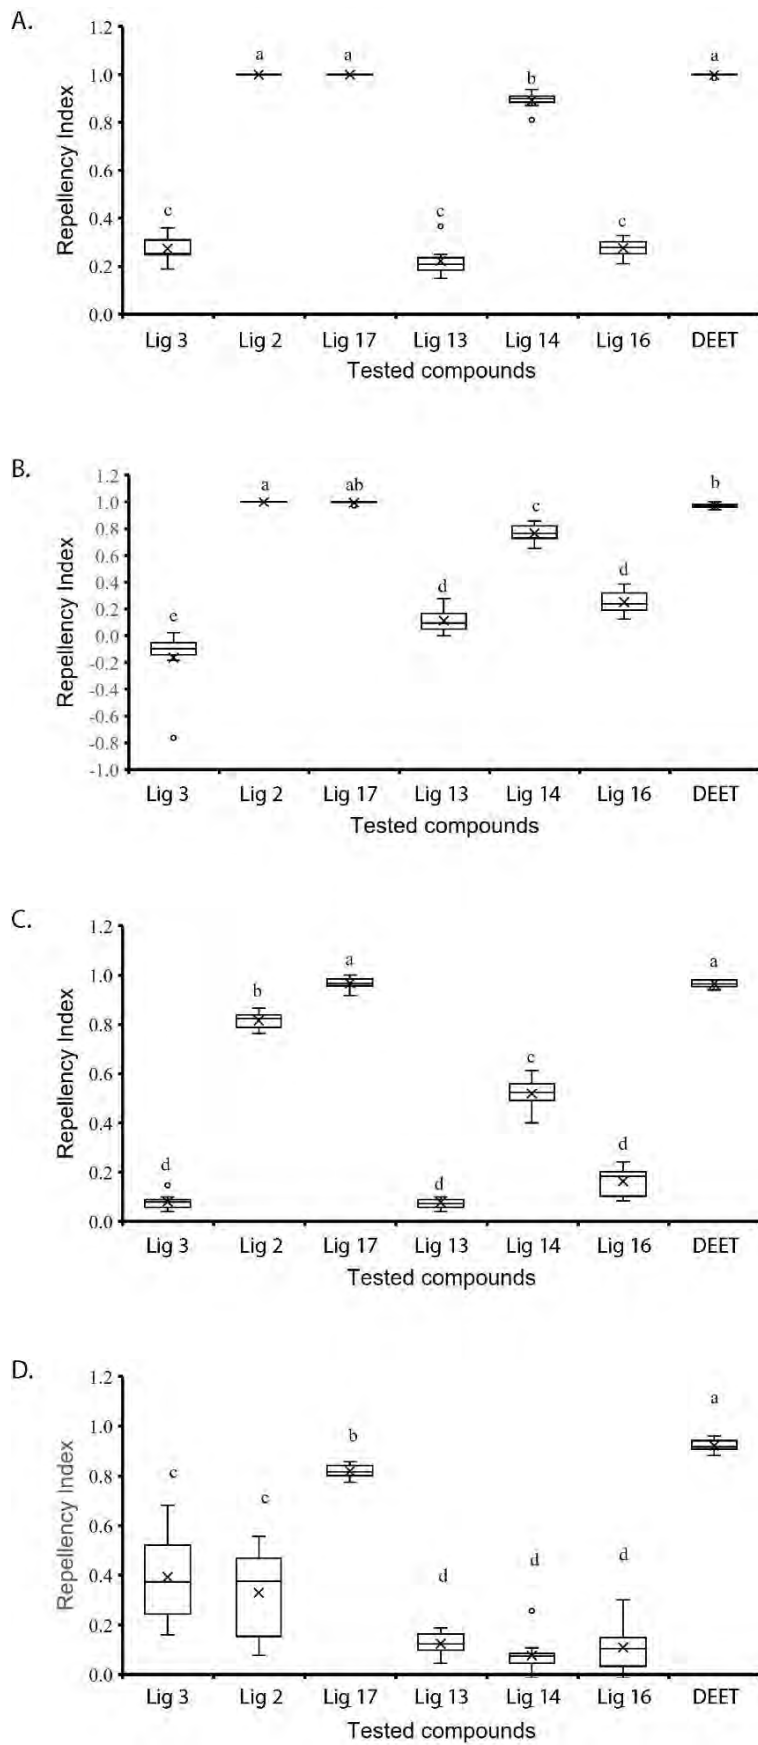 A.
1.2
1.0
0.8
0.6
0.4
0.2
0.0
Repellency Index
c
a
a
c
b
c
a
Lig 3 Lig 2 Lig 17 Lig 13 Lig 14 Lig 16 DEET
Tested compounds
B.
1.2
1.0
0.8
0.6
0.4
0.2
0.0
-0.2
-0.4
-0.6
-0.8
-1.0
Repellency Index
e
a
ab
d
c
d
b
Lig 3 Lig 2 Lig 17 Lig 13 Lig 14 Lig 16 DEET
Tested compounds
C.
1.2
1.0
0.8
0.6
0.4
0.2
0.0
Repellency Index
d
b
a
d
c
d
a
Lig 3 Lig 2 Lig 17 Lig 13 Lig 14 Lig 16 DEET
Tested compounds
D.
1.2
1.0
0.8
0.6
0.4
0.2
0.0
Repellency Index
c
c
b
d
d
d
a
Lig 3 Lig 2 Lig 17 Lig 13 Lig 14 Lig 16 DEET
Tested compounds